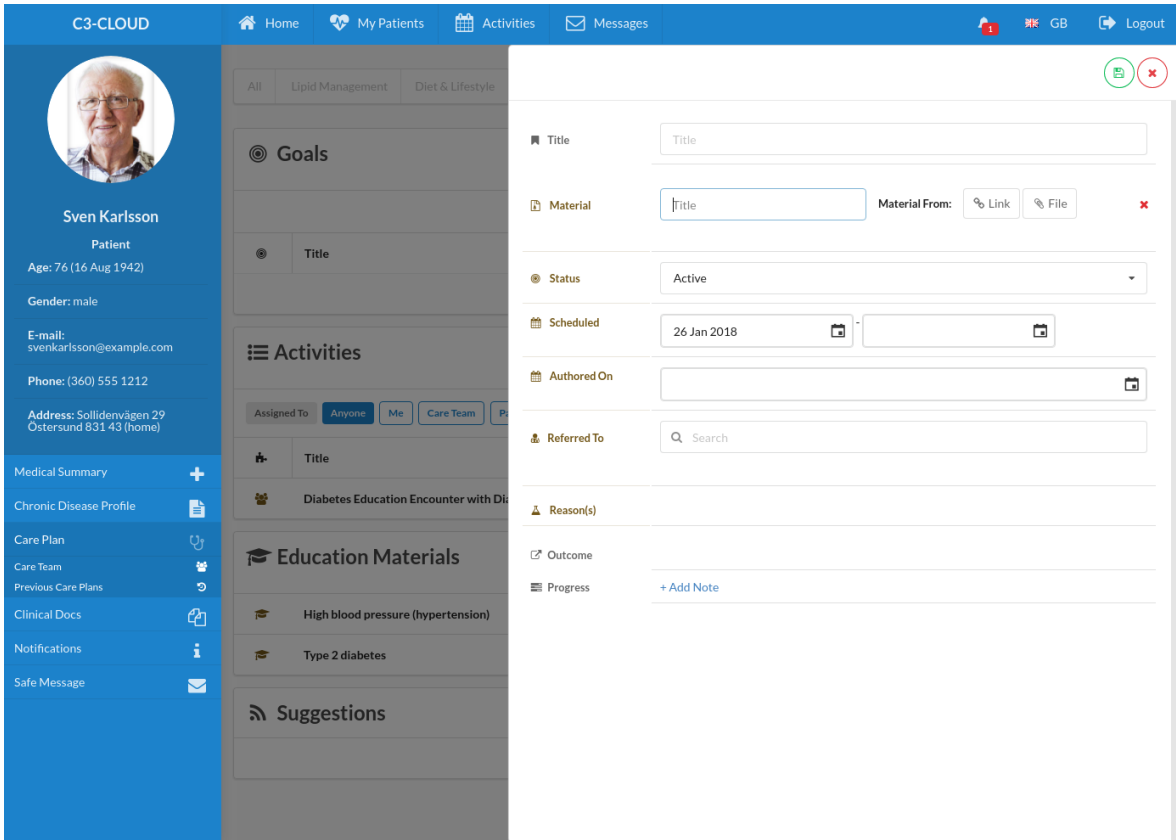 C3-CLOUD
Home
My Patients
Activities
Messages
1
GB
Logout
Sven Karlsson
Patient
Age: 76 (16 Aug 1942)
Gender: male
E-mail:
svenkarlsson@example.com
Phone: (360) 555 1212
Address: Sollidenvägen 29
Östersund 831 43 (home)
Medical Summary
Chronic Disease Profile
Care Plan
Care Team
Previous Care Plans
Clinical Docs
Notifications
Safe Message
All
Lipid Management
Diet & Lifestyle
Goals
Title
Activities
Assigned To
Anyone
Me
Care Team
Title
Diabetes Education Encounter with
Education Materials
High blood pressure (hypertension)
Type 2 diabetes
Suggestions
Title
Title
Material
Title
Material From:
Link
File
Status
Active
Scheduled
26 Jan 2018
-
Authored On
Referred To
Search
Reason(s)
Outcome
Progress
+ Add Note